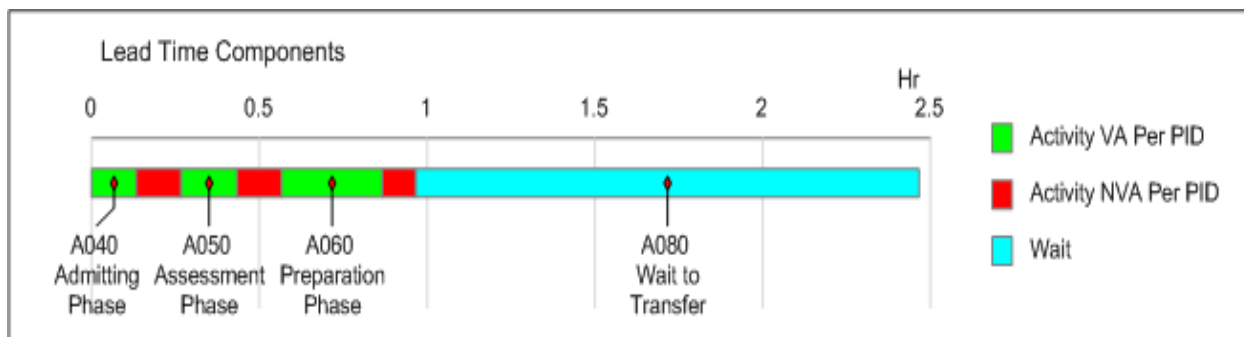 Lead Time Components
Hr
0 0.5 1 1.5 2 2.5
Activity VA Per PID
Activity NVA Per PID
Wait
A040
Admitting
Phase
A050
Assessment
Phase
A060
Preparation
Phase
A080
Wait to
Transfer